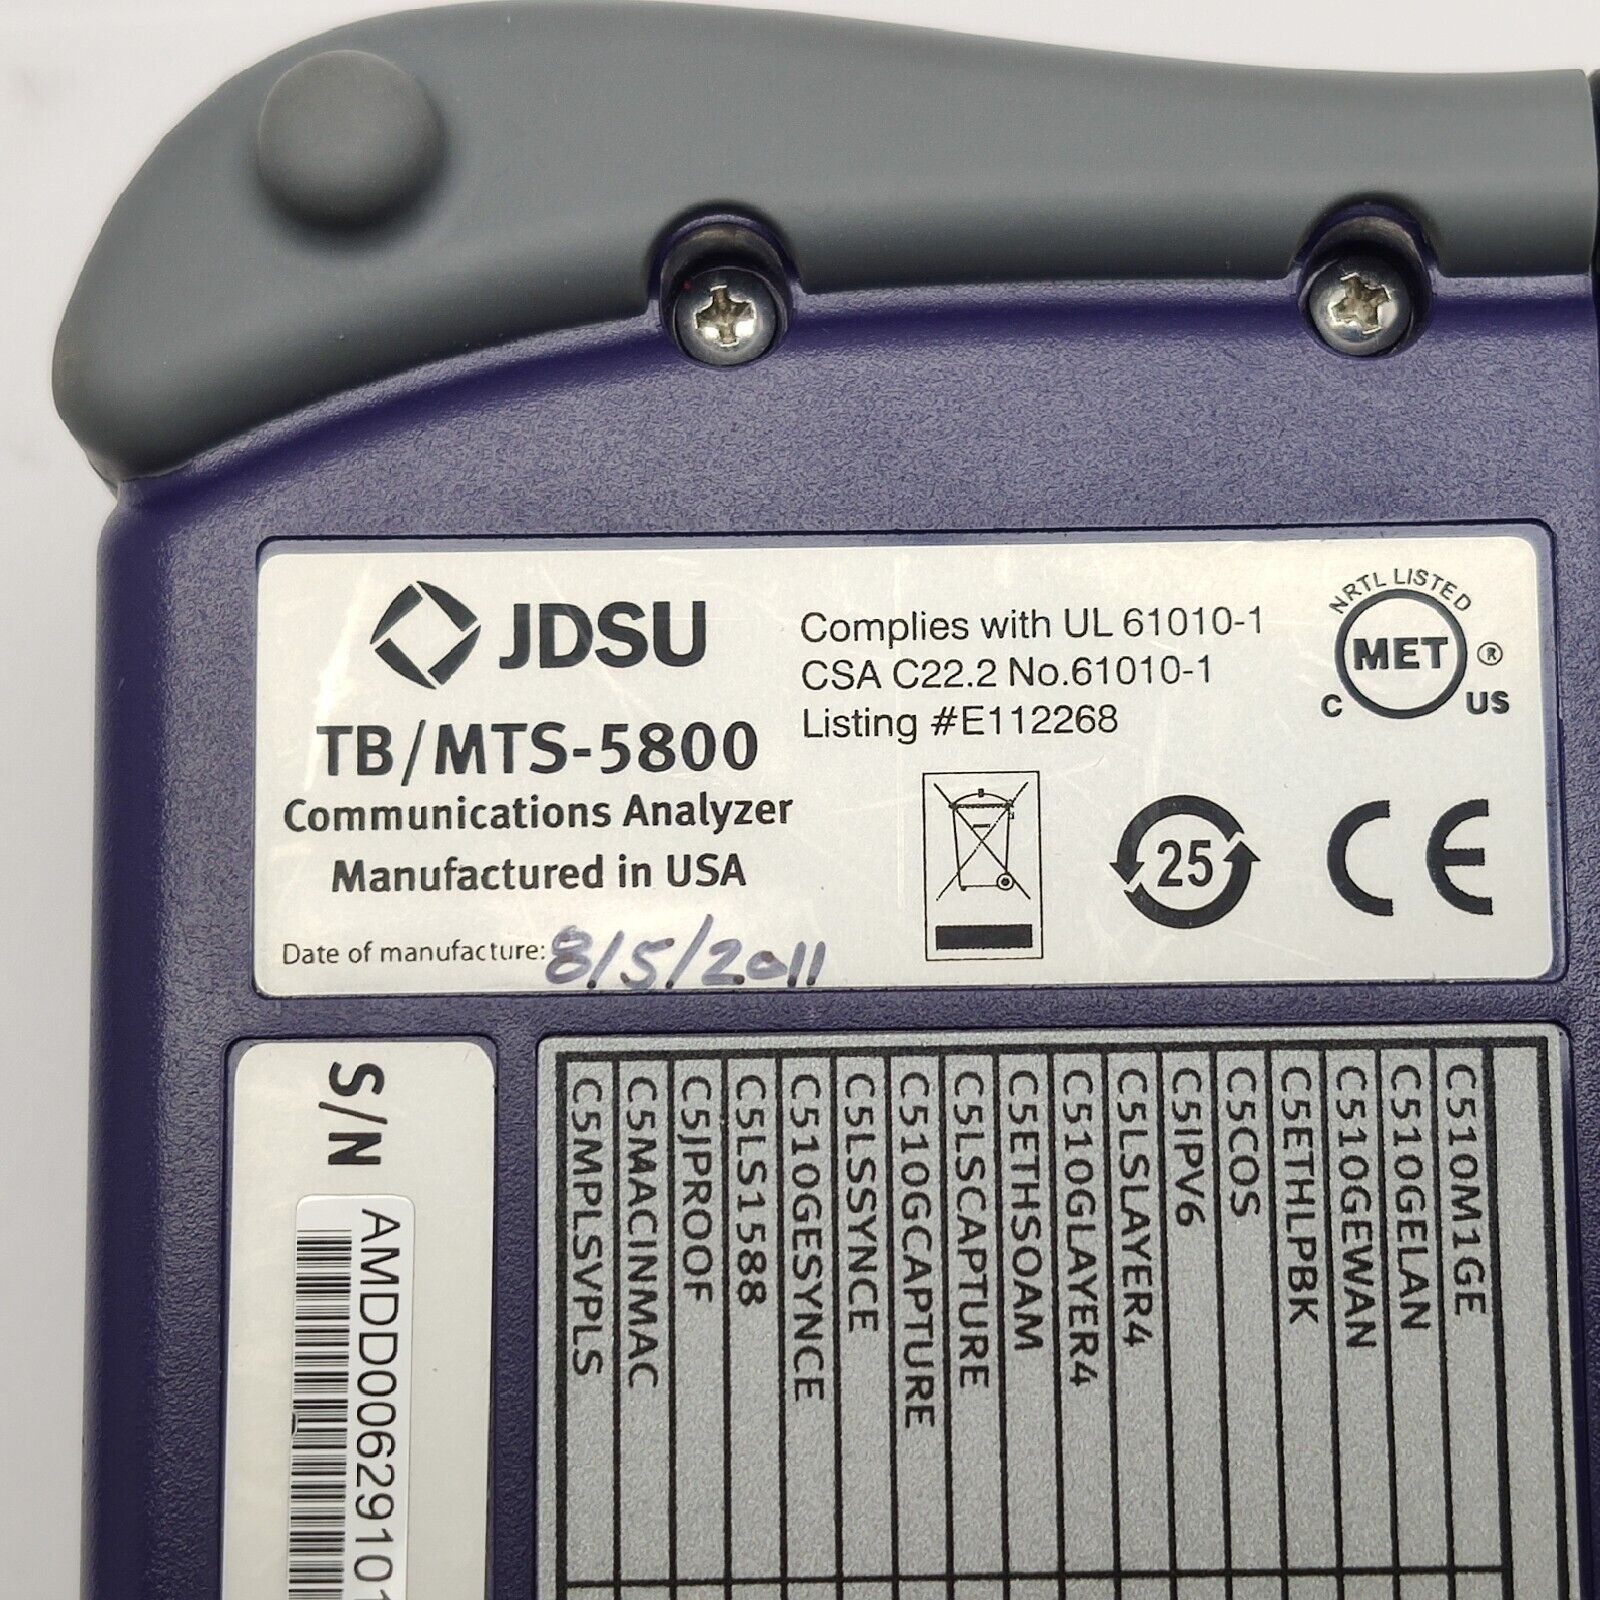 JDSU
TB/MTS-5800
Communications Analyzer
Manufactured in USA
Date of manufacture: 8/5/2011
Complies with UL 61010-1
CSA C22.2 No.61010-1
Listing #E112268
NRTL LISTED
MET ®
C US
25
CE
S/N
AMDD00629101
C510M1GE
C510GELAN
C510GEWAN
C5ETHLPBK
C5COS
C5IPV6
C5LSLAYER4
C510GLAYER4
C5ETHSOAM
C5LSCAPTURE
C510GCAPTURE
C5LSSYNCE
C510GESYNCE
C5LS1588
C5JPROOF
C5MACINMAC
C5MPLSVPLS